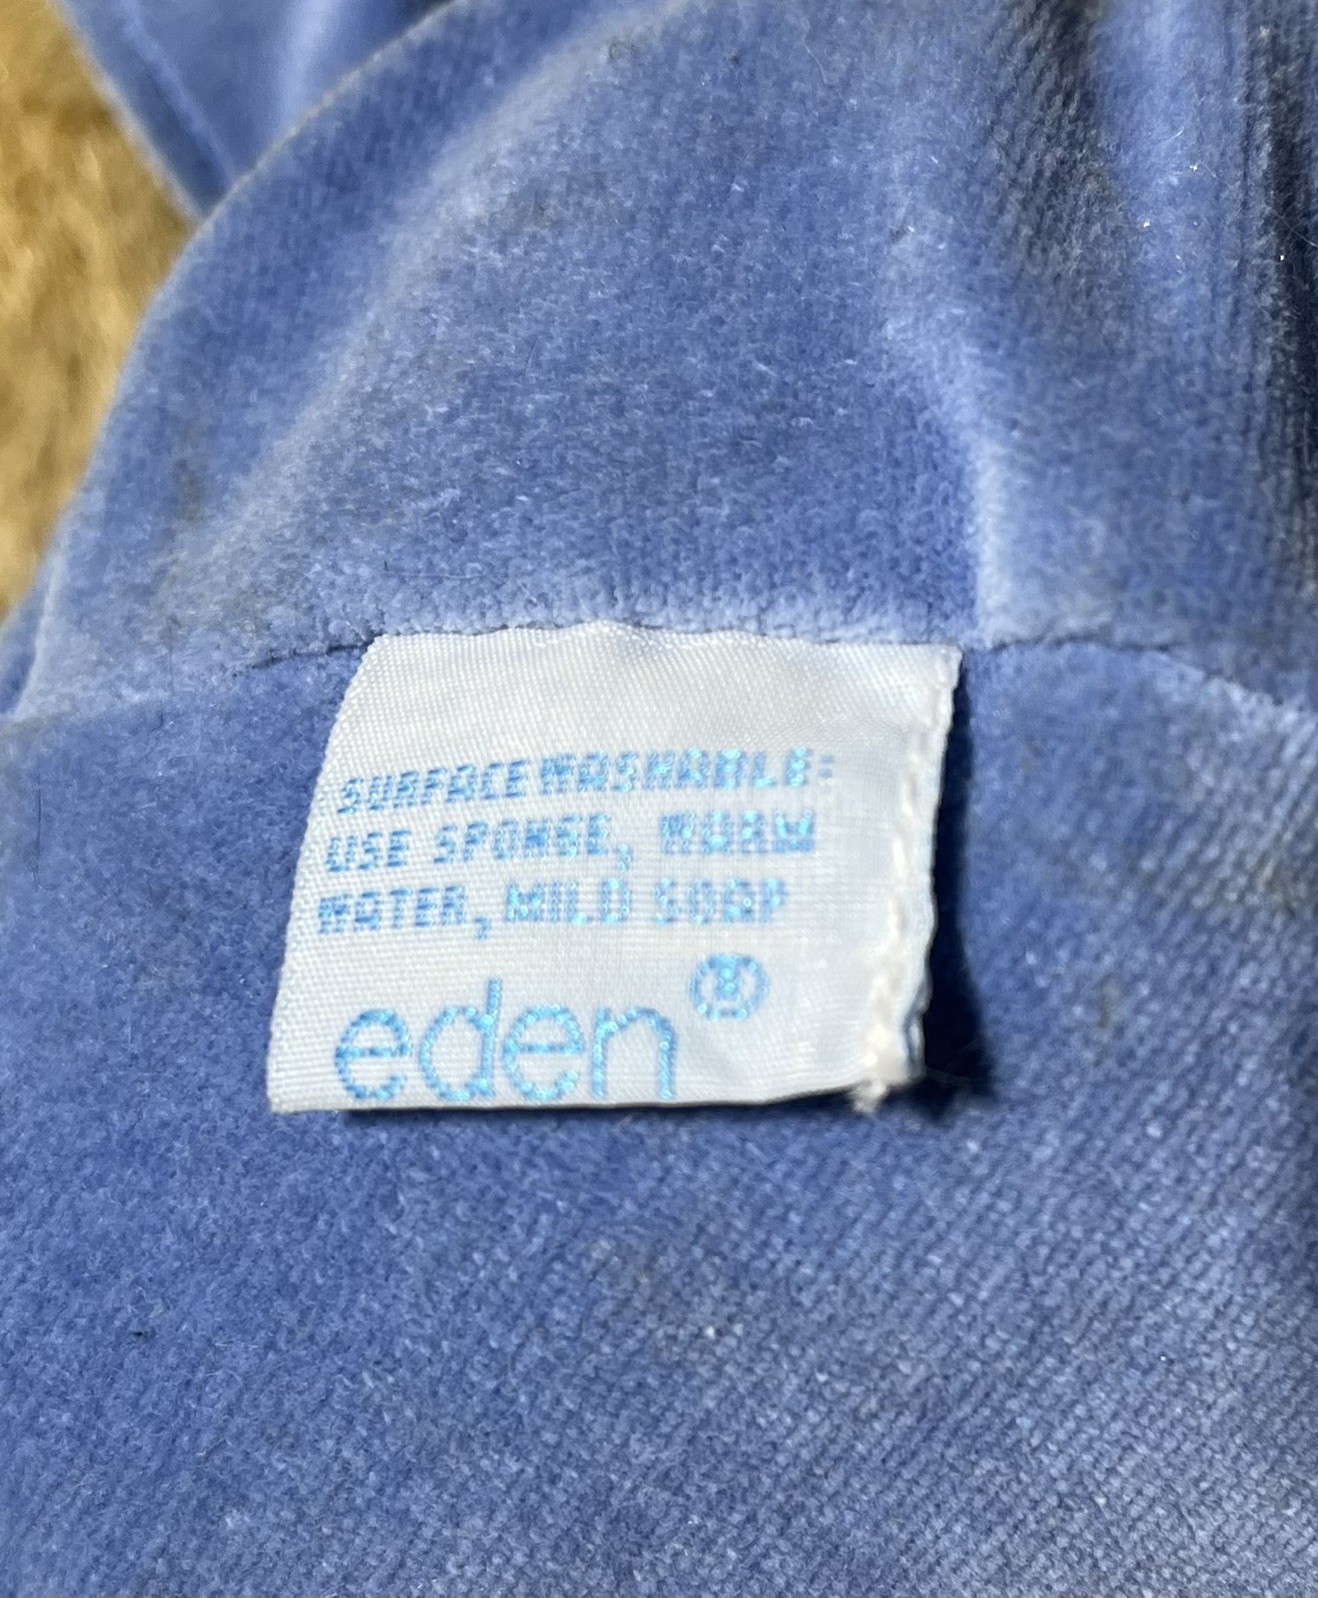 SURFACE WASHABLE:
USE SPONGE, WARM
WATER, MILD SOAP
eden®